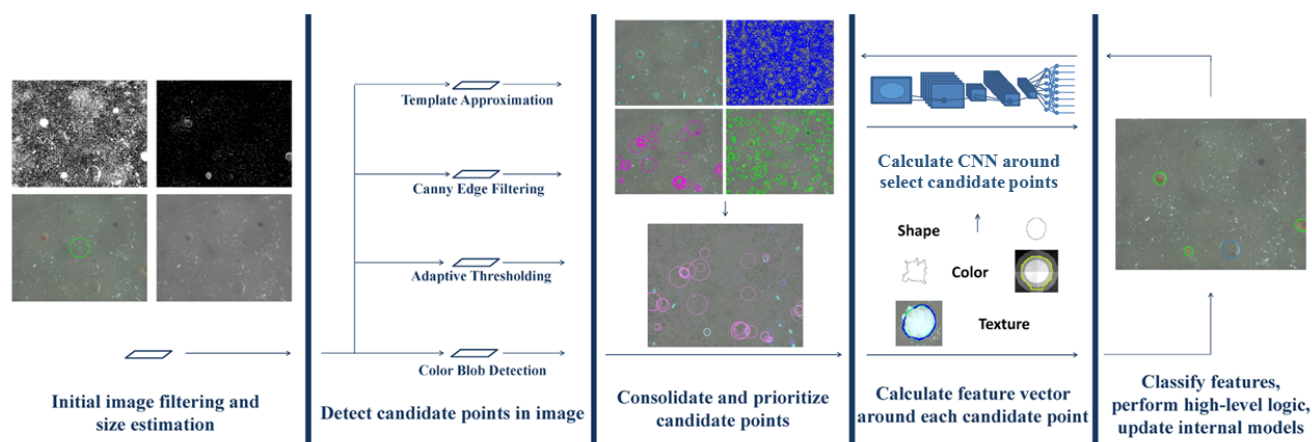 Initial image filtering and
size estimation
Template Approximation
Canny Edge Filtering
Adaptive Thresholding
Color Blob Detection
Detect candidate points in image
Consolidate and prioritize
candidate points
Calculate CNN around
select candidate points
Shape
Color
Texture
Calculate feature vector
around each candidate point
Classify features,
perform high-level logic,
update internal models